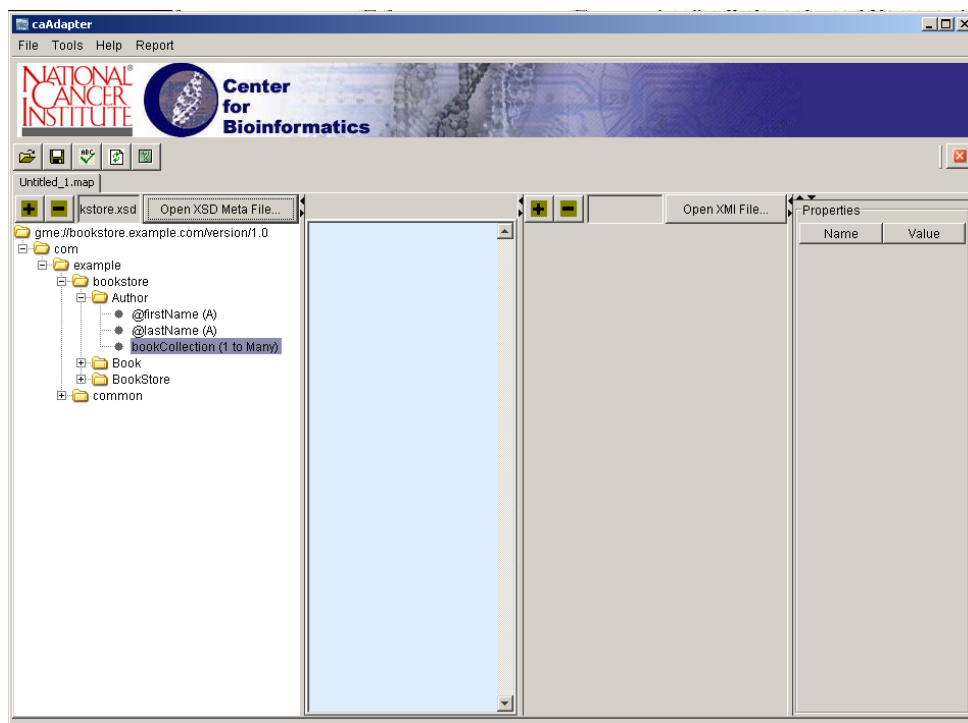 caAdapter
File Tools Help Report
NATIONAL®
CANCER
INSTITUTE
Center
for
Bioinformatics
Untitled_1.map
kstore.xsd Open XSD Meta File... Open XMI File... Properties
Name Value
gme://bookstore.example.com/version/1.0
com
example
bookstore
Author
@firstName (A)
@lastName (A)
bookCollection (1 to Many)
Book
BookStore
common